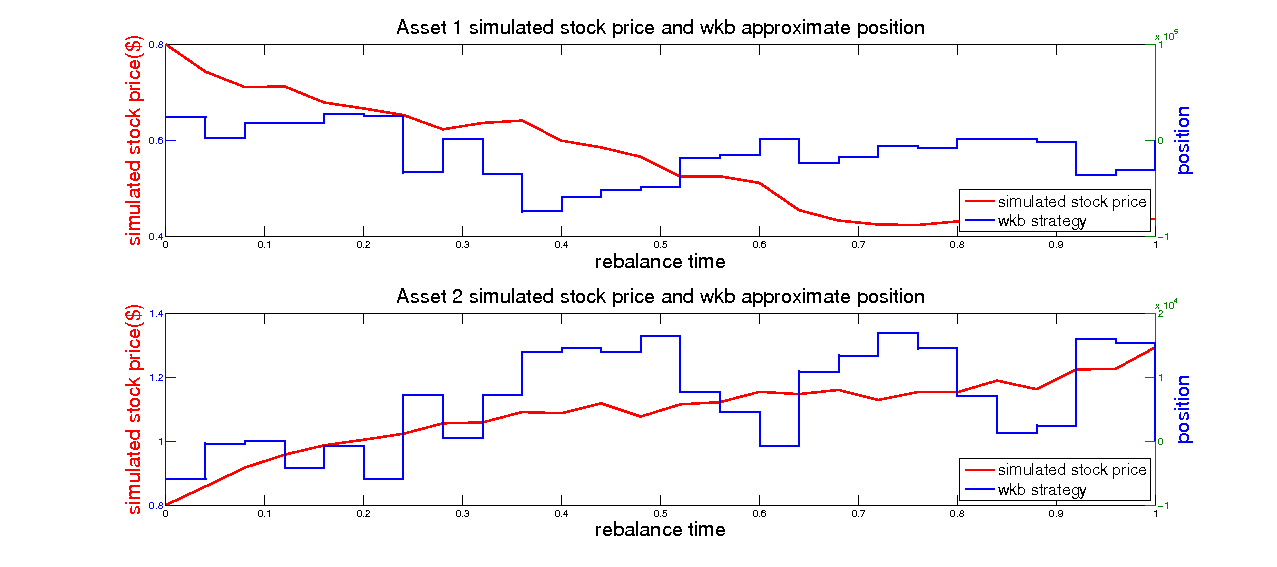 Asset 1 simulated stock price and wkb approximate position
x 10^5
0.8
0.6
0.4
1
0
-1
simulated stock price($)
position
simulated stock price
wkb strategy
0 0.1 0.2 0.3 0.4 0.5 0.6 0.7 0.8 0.9 1
rebalance time
Asset 2 simulated stock price and wkb approximate position
x 10^4
1.4
1.2
1
0.8
2
1
0
-1
simulated stock price($)
position
simulated stock price
wkb strategy
0 0.1 0.2 0.3 0.4 0.5 0.6 0.7 0.8 0.9 1
rebalance time